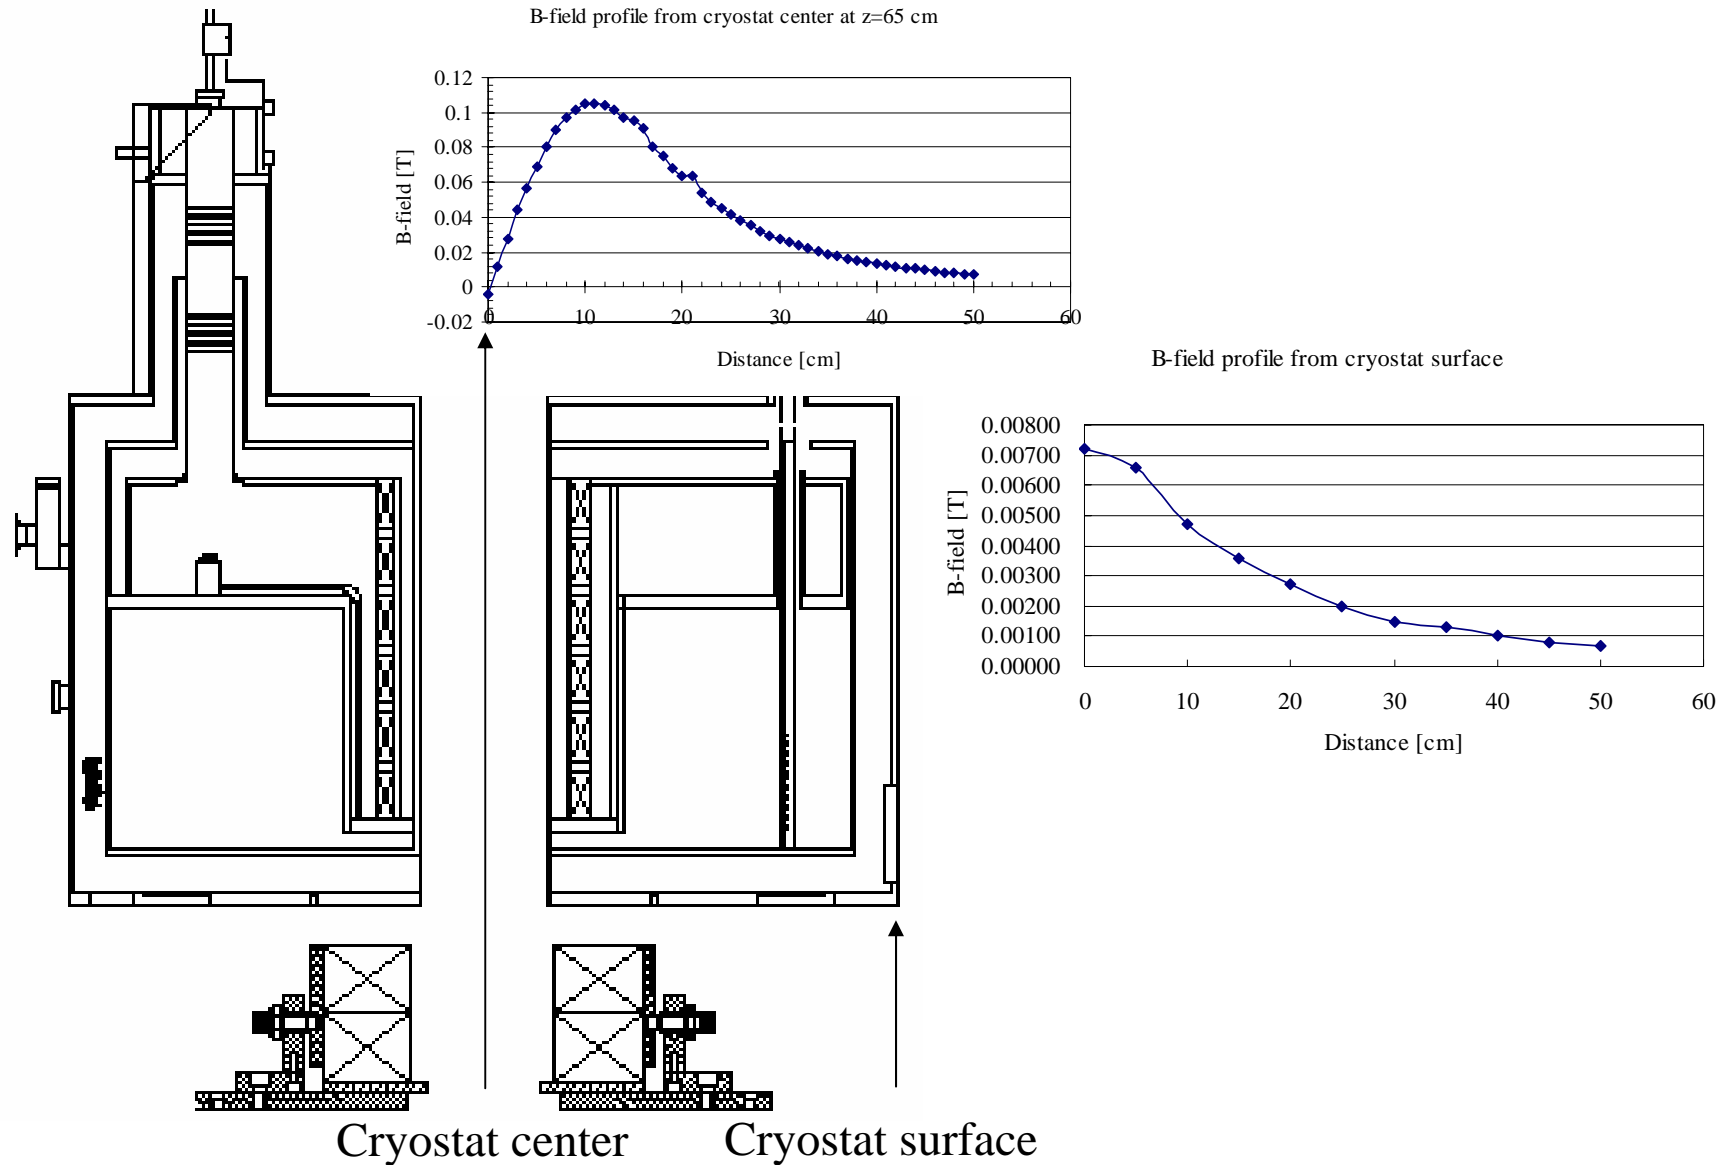 B-field profile from cryostat center at z=65 cm
0.12
0.1
0.08
0.06
0.04
0.02
0
-0.02
B-field [T]
0 10 20 30 40 50 60
Distance [cm]
B-field profile from cryostat surface
0.00800
0.00700
0.00600
0.00500
0.00400
0.00300
0.00200
0.00100
0.00000
B-field [T]
0 10 20 30 40 50 60
Distance [cm]
Cryostat center
Cryostat surface